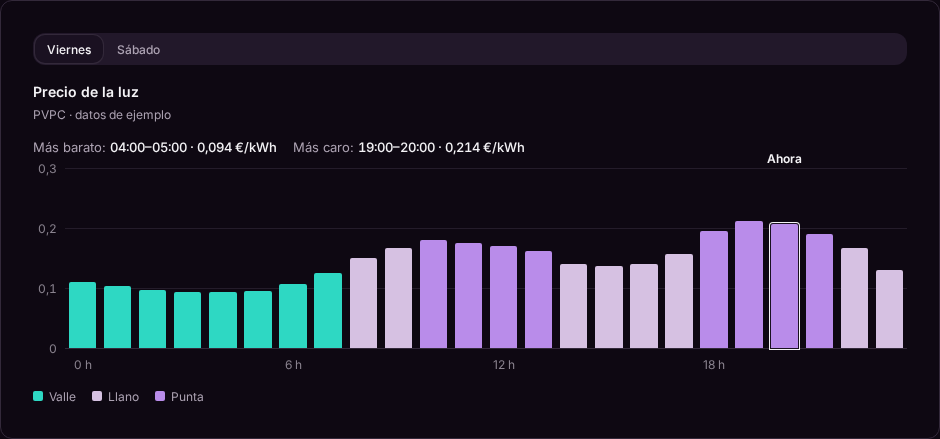 Viernes Sábado
Precio de la luz
PVPC · datos de ejemplo
Más barato: 04:00–05:00 · 0,094 €/kWh Más caro: 19:00–20:00 · 0,214 €/kWh
Ahora
0,3
0,2
0,1
0
0 h 6 h 12 h 18 h
Valle Llano Punta